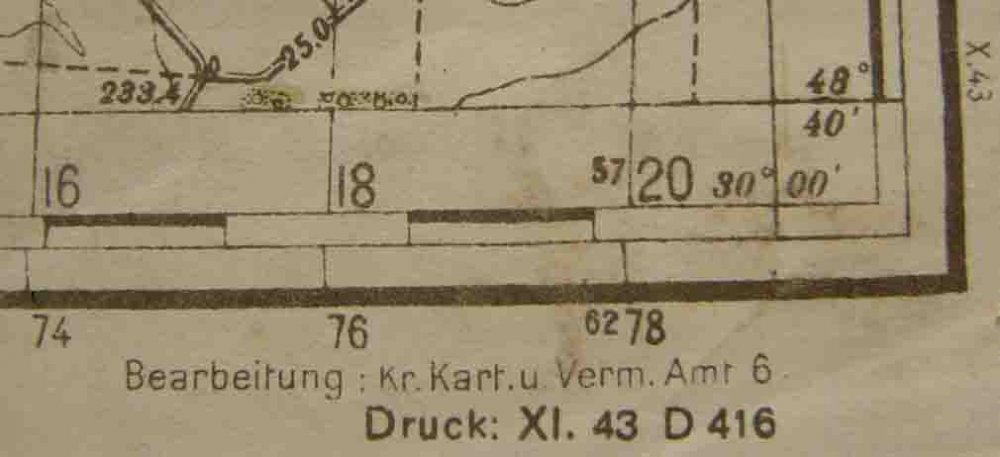 25.0
233.4
48°
X.43
40'
16 18 57 20 30° 00'
74 76 62 78
Bearbeitung : Kr. Kart. u. Verm. Amt 6
Druck: XI. 43 D 416